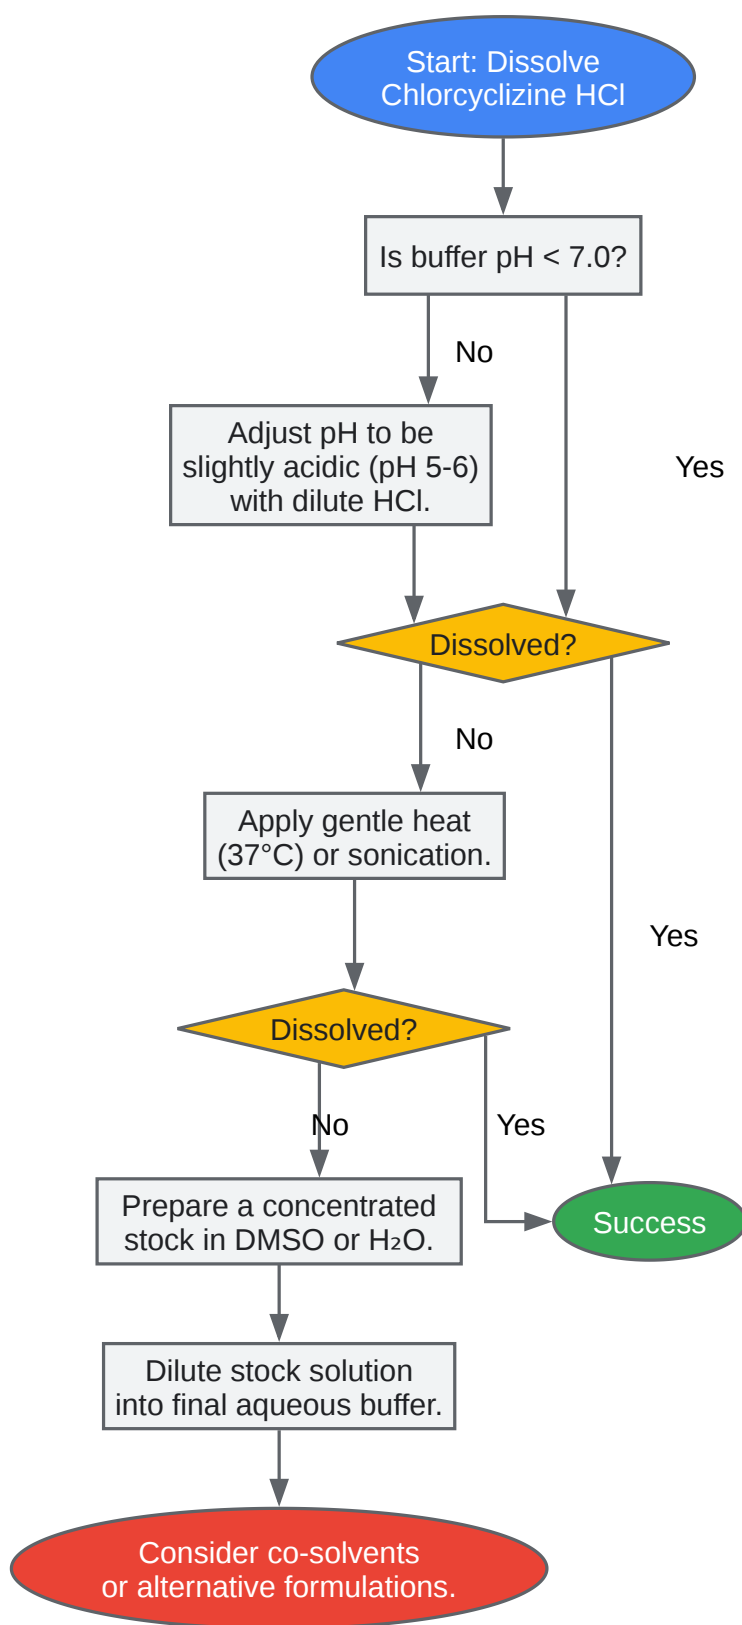 Start: Dissolve
Chlorcyclizine HCl
Is buffer pH < 7.0?
No
Adjust pH to be
slightly acidic (pH 5-6)
with dilute HCl.
Yes
Dissolved?
No
Apply gentle heat
(37°C) or sonication.
Yes
Dissolved?
No
Yes
Prepare a concentrated
stock in DMSO or H₂O.
Success
Dilute stock solution
into final aqueous buffer.
Consider co-solvents
or alternative formulations.